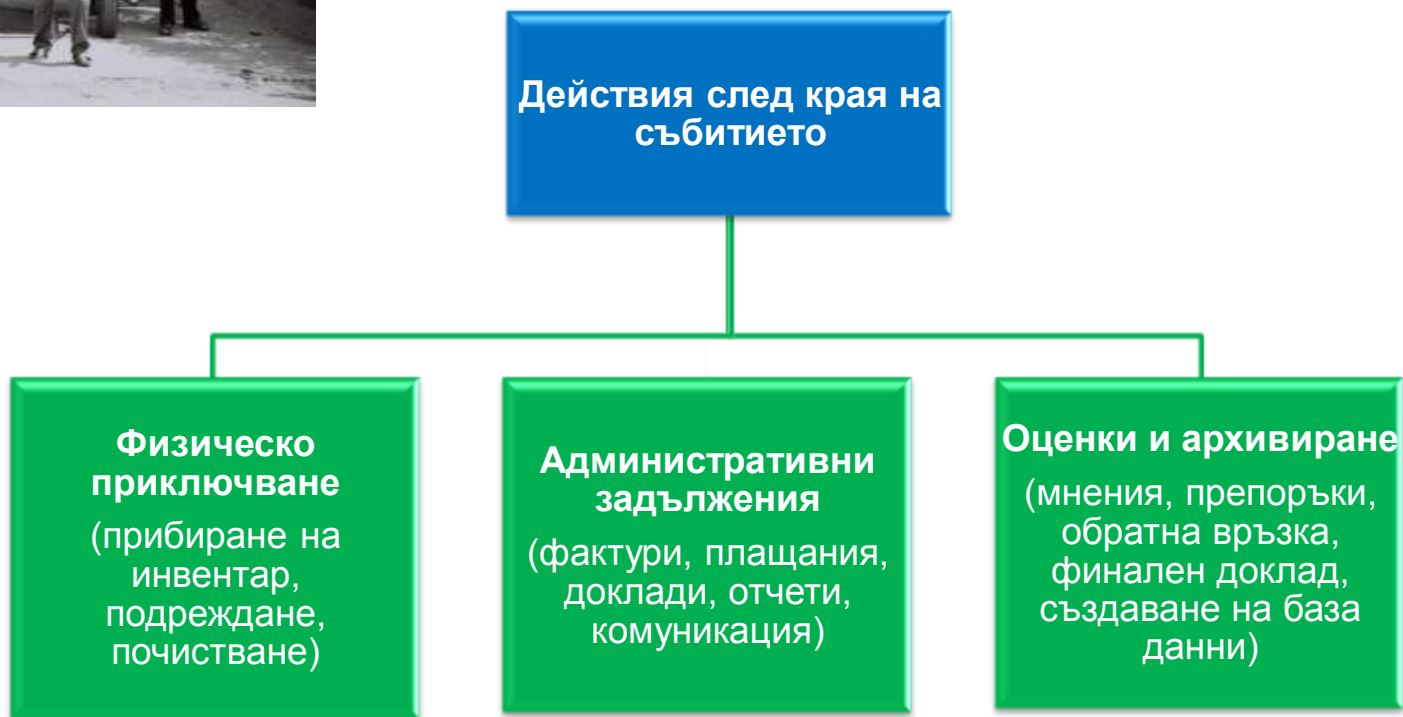 Действия след края на
събитието
Физическо
приключване
(прибиране на
инвентар,
подреждане,
почистване)
Административни
задължения
(фактури, плащания,
доклади, отчети,
комуникация)
Оценки и архивиране
(мнения, препоръки,
обратна връзка,
финален доклад,
създаване на база
данни)